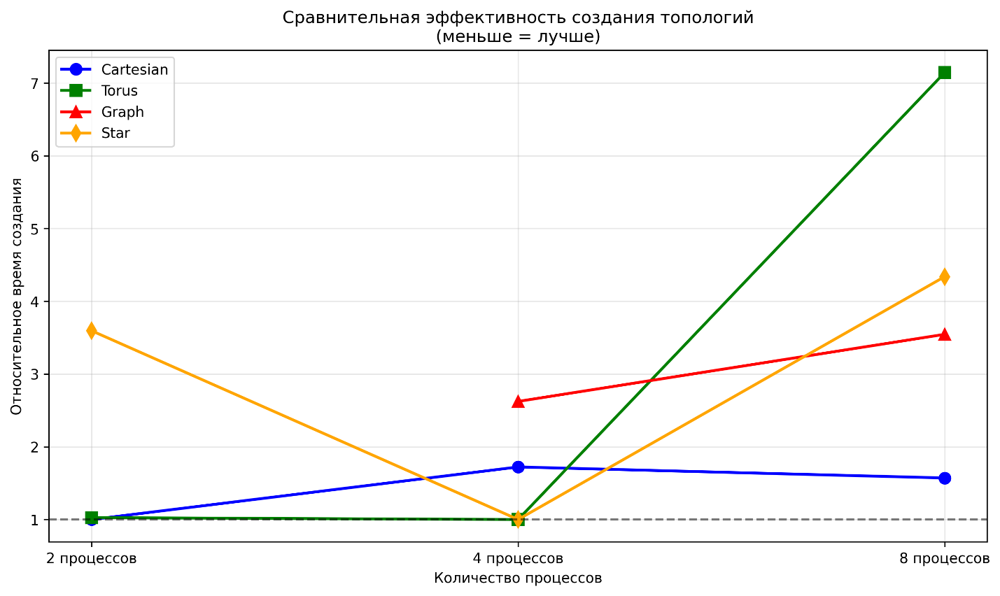 Сравнительная эффективность создания топологий
(меньше = лучше)
Cartesian
Torus
Graph
Star
Относительное время создания
7
6
5
4
3
2
1
2 процессов
4 процессов
8 процессов
Количество процессов